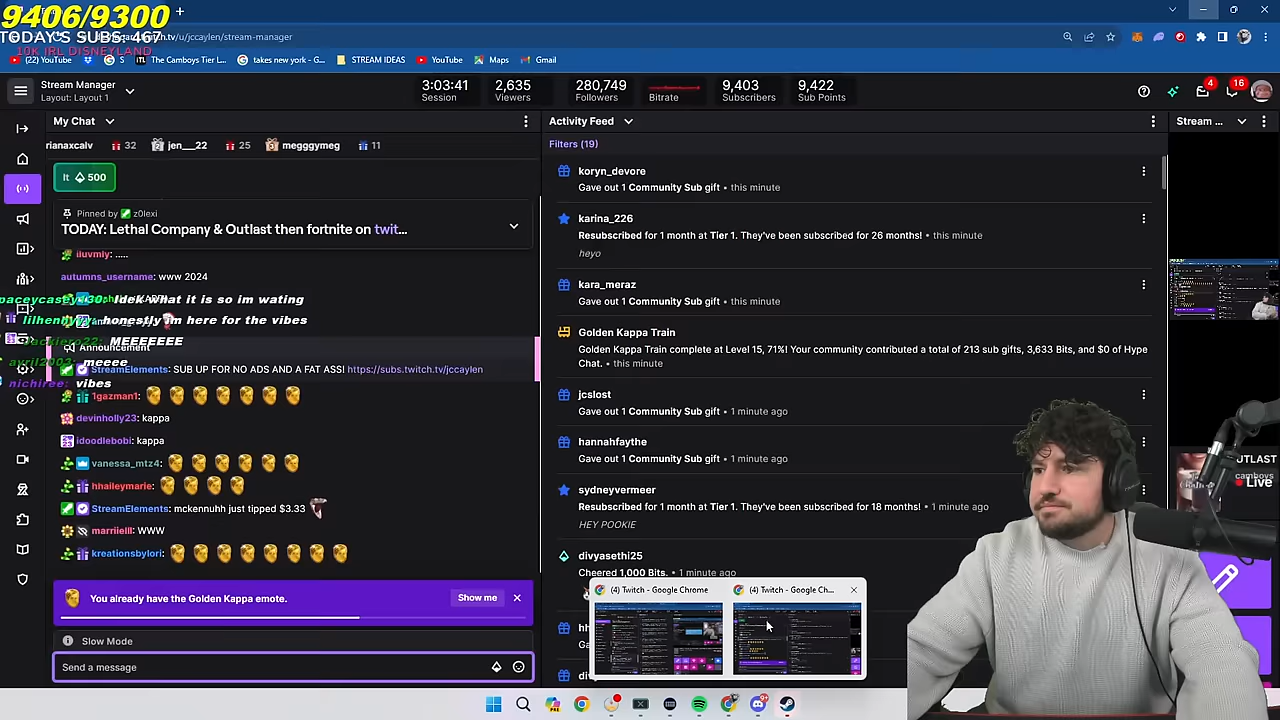 9406/9300
TODAY'S SUBS: 467
10K IRL DISNEYLAND
.tv/u/jccaylen/stream-manager
(22) YouTube
G S
The Camboys Tier L...
takes new york - G...
STREAM IDEAS
YouTube
Maps
Gmail
Stream Manager
Layout: Layout 1
3:03:41
Session
2,635
Viewers
280,749
Followers
Bitrate
9,403
Subscribers
9,422
Sub Points
4
16
My Chat
Activity Feed
Stream ...
rianaxcalv
32
jen___22
25
megggymeg
11
Filters (19)
It 500
Pinned by z0lexi
TODAY: Lethal Company & Outlast then fortnite on twit...
iluvmiy: .....
autumns_username: www 2024
idek what it is so im wating
honestly im here for the vibes
MEEEEEEE
Announcement
meeee
StreamElements: SUB UP FOR NO ADS AND A FAT ASS! https://subs.twitch.tv/jccaylen
nichiree: vibes
1gazman1:
devinholly23: kappa
idoodlebobi: kappa
vanessa_mtz4:
hhaileymarie:
StreamElements: mckennuhh just tipped $3.33
marriielll: WWW
kreationsbylori:
You already have the Golden Kappa emote.
Show me
Slow Mode
Send a message
koryn_devore
Gave out 1 Community Sub gift • this minute
karina_226
Resubscribed for 1 month at Tier 1. They've been subscribed for 26 months! • this minute
heyo
kara_meraz
Gave out 1 Community Sub gift • this minute
Golden Kappa Train
Golden Kappa Train complete at Level 15, 71%! Your community contributed a total of 213 sub gifts, 3,633 Bits, and $0 of Hype
Chat. • this minute
jcslost
Gave out 1 Community Sub gift • 1 minute ago
hannahfaythe
Gave out 1 Community Sub gift • 1 minute ago
sydneyvermeer
Resubscribed for 1 month at Tier 1. They've been subscribed for 18 months! • 1 minute ago
HEY POOKIE
divyasethi25
Cheered 1,000 Bits. • 1 minute ago
(4) Twitch - Google Chrome
(4) Twitch - Google Ch...
UTLAST
camboys
Live